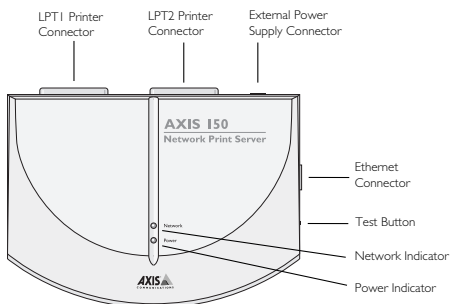 LPT1 Printer
Connector
LPT2 Printer
Connector
External Power
Supply Connector
AXIS 150
Network Print Server
Ethernet
Connector
Test Button
Network
Network Indicator
Power
Power Indicator
AXIS
COMMUNICATIONS